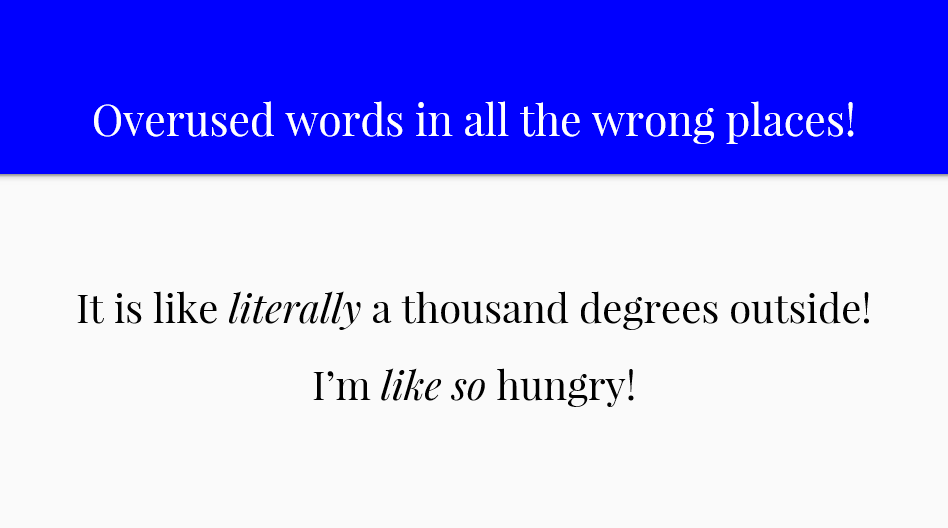 Overused words in all the wrong places!
It is like literally a thousand degrees outside!
I’m like so hungry!